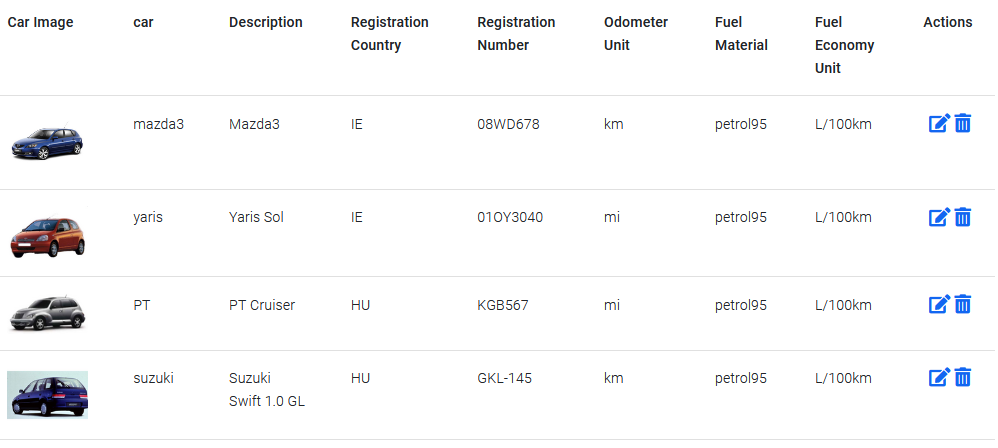 Car Image car Description Registration Country Registration Number Odometer Unit Fuel Material Fuel Economy Unit Actions
mazda3 Mazda3 IE 08WD678 km petrol95 L/100km
yaris Yaris Sol IE 01OY3040 mi petrol95 L/100km
PT PT Cruiser HU KGB567 mi petrol95 L/100km
suzuki Suzuki Swift 1.0 GL HU GKL-145 km petrol95 L/100km